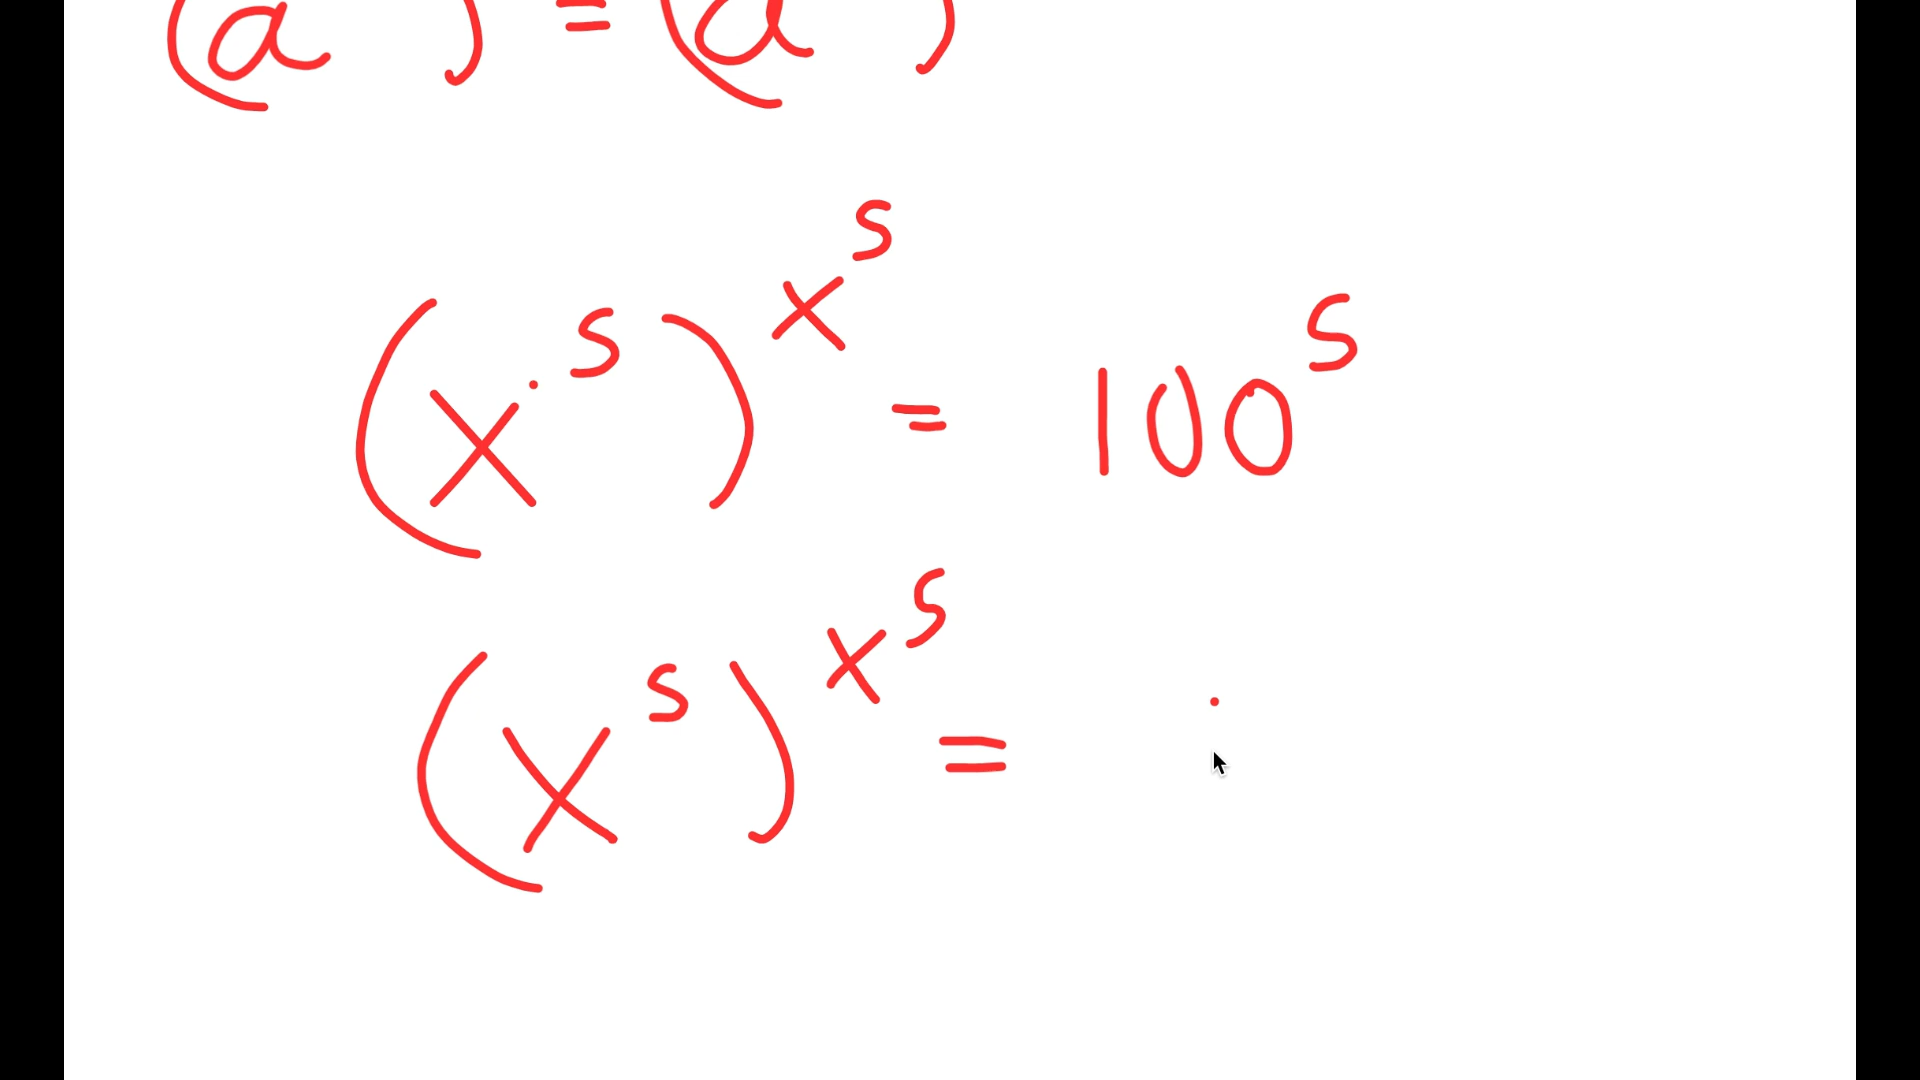 (a ) = (a )
(x^5)^x^5 = 100^5
(x^5)^x^5 =